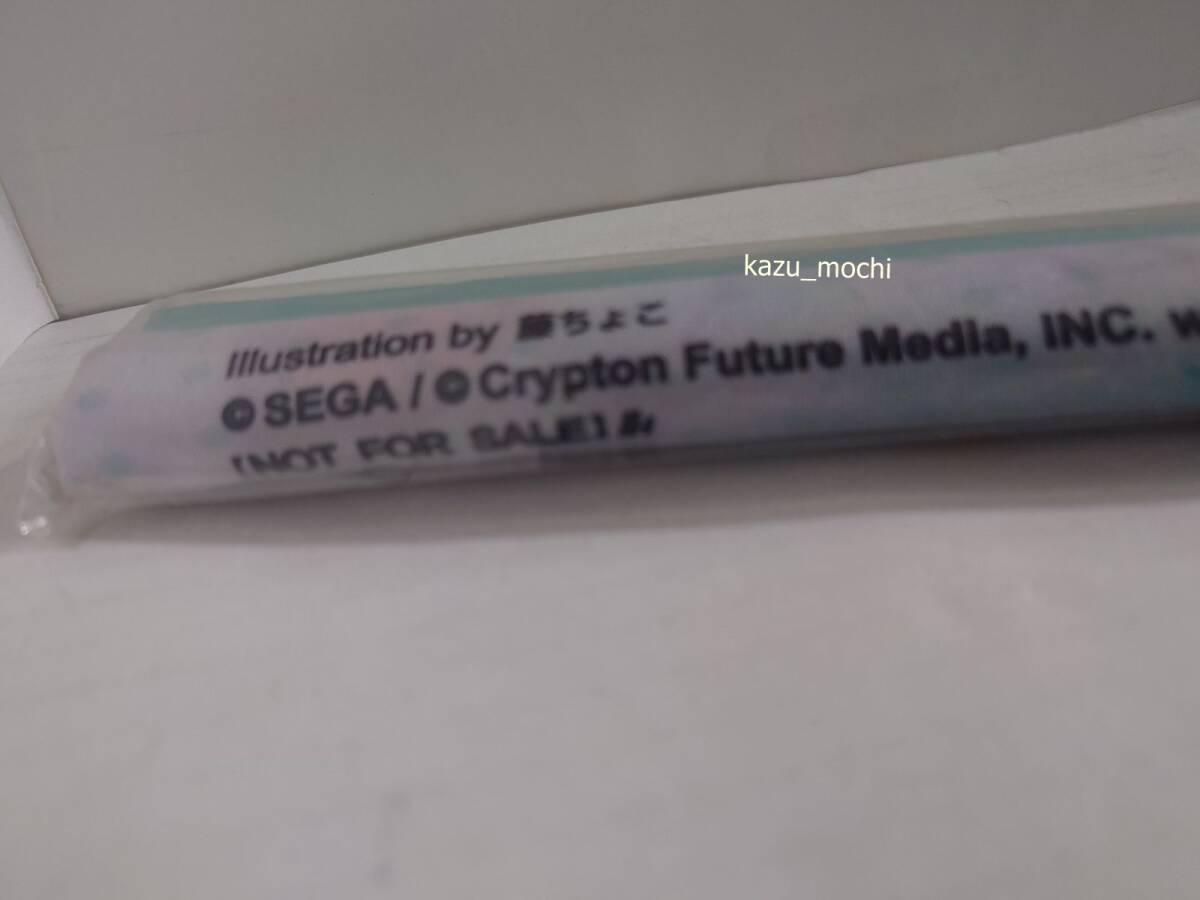 kazu_mochi
Illustration by 藤ちょこ
©SEGA / ©Crypton Future Media, INC. w
[NOT FOR SALE]